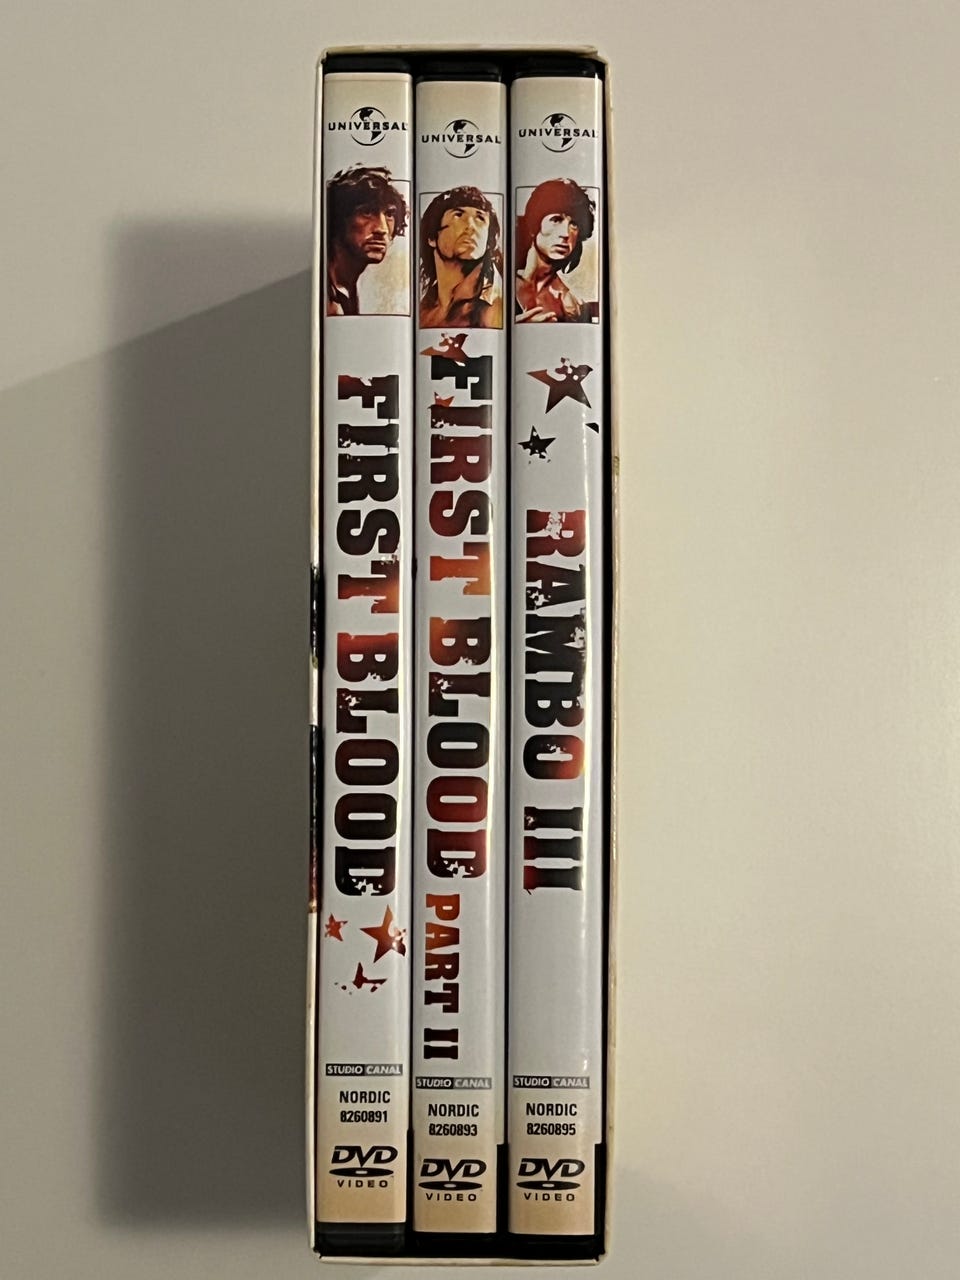 UNIVERSAL
FIRST BLOOD
STUDIO CANAL
NORDIC
8260891
DVD
VIDEO
UNIVERSAL
FIRST BLOOD PART II
STUDIO CANAL
NORDIC
8260893
DVD
VIDEO
UNIVERSAL
RAMBO III
STUDIO CANAL
NORDIC
8260895
DVD
VIDEO